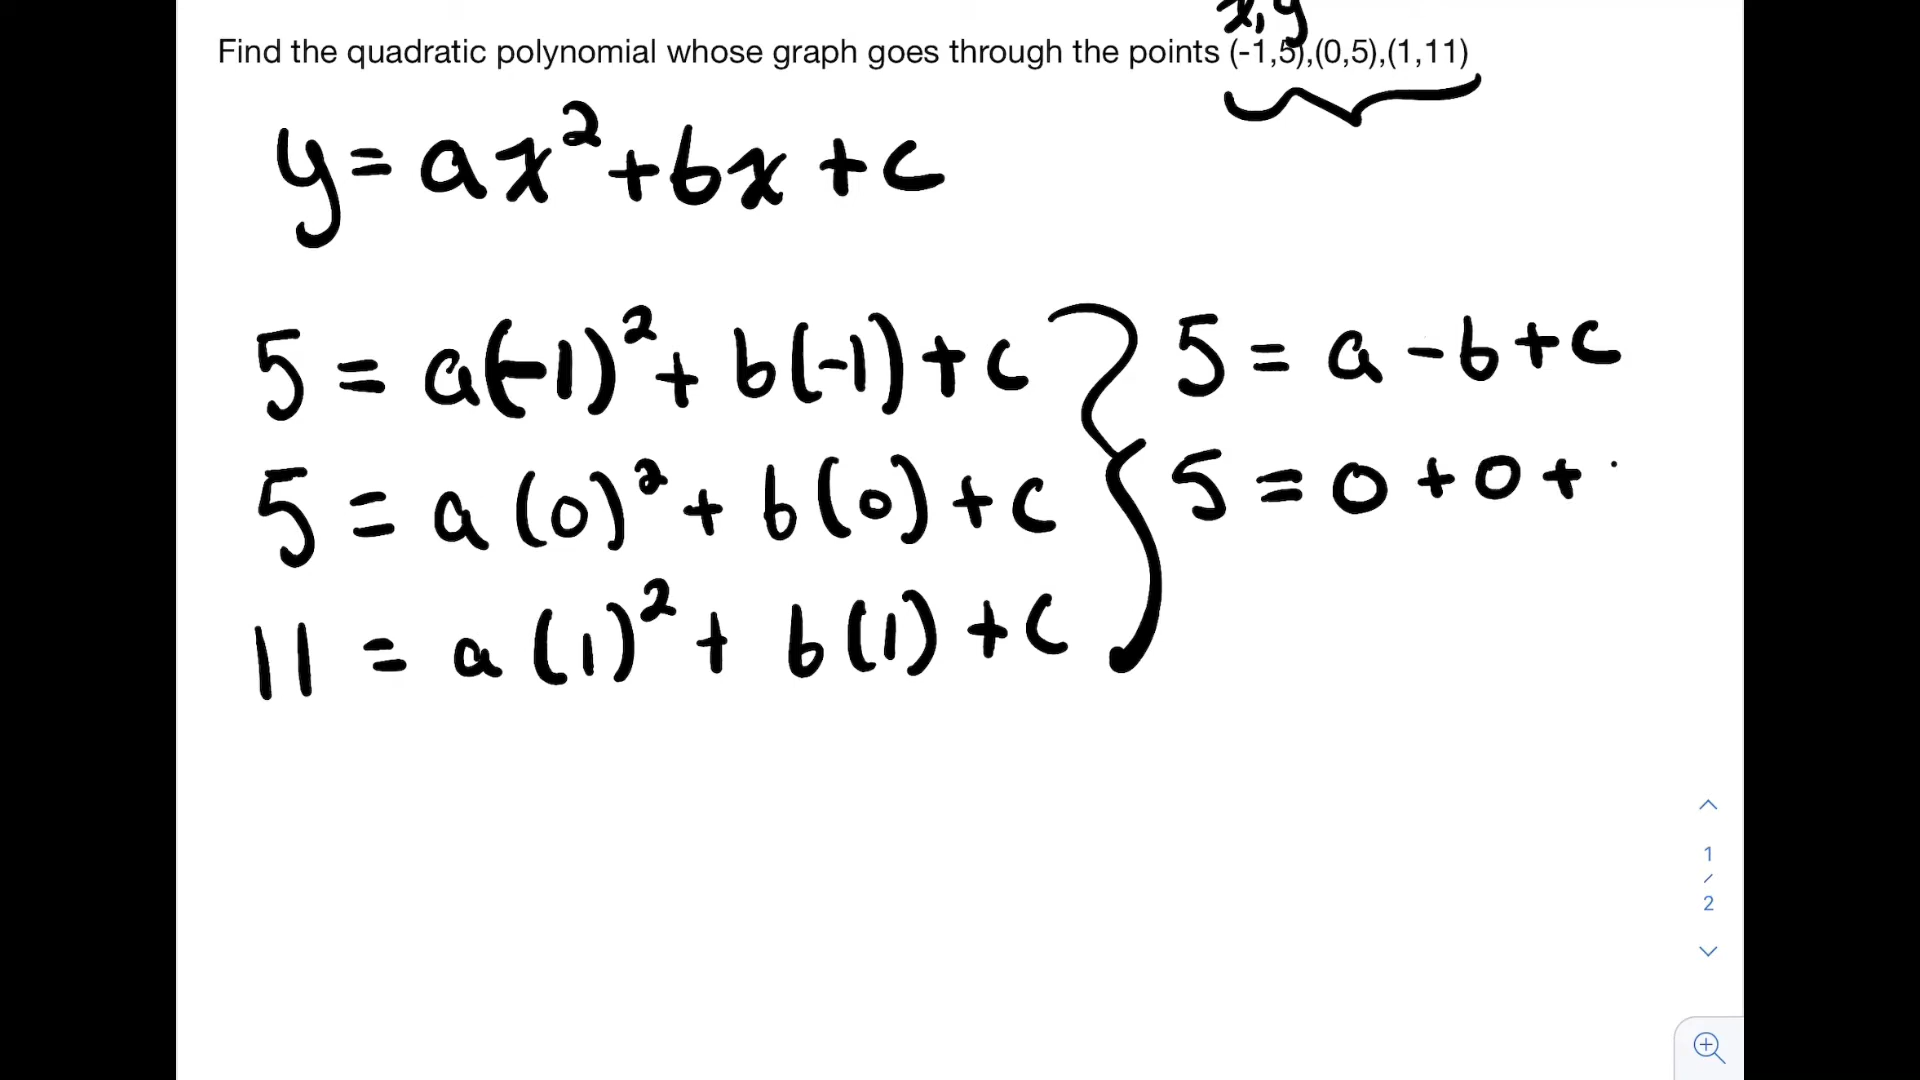 x,y
Find the quadratic polynomial whose graph goes through the points (-1,5),(0,5),(1,11)
y = ax² + bx + c
5 = a(-1)² + b(-1) + c } 5 = a - b + c
5 = a(0)² + b(0) + c } 5 = 0 + 0 +
11 = a(1)² + b(1) + c
1
/
2